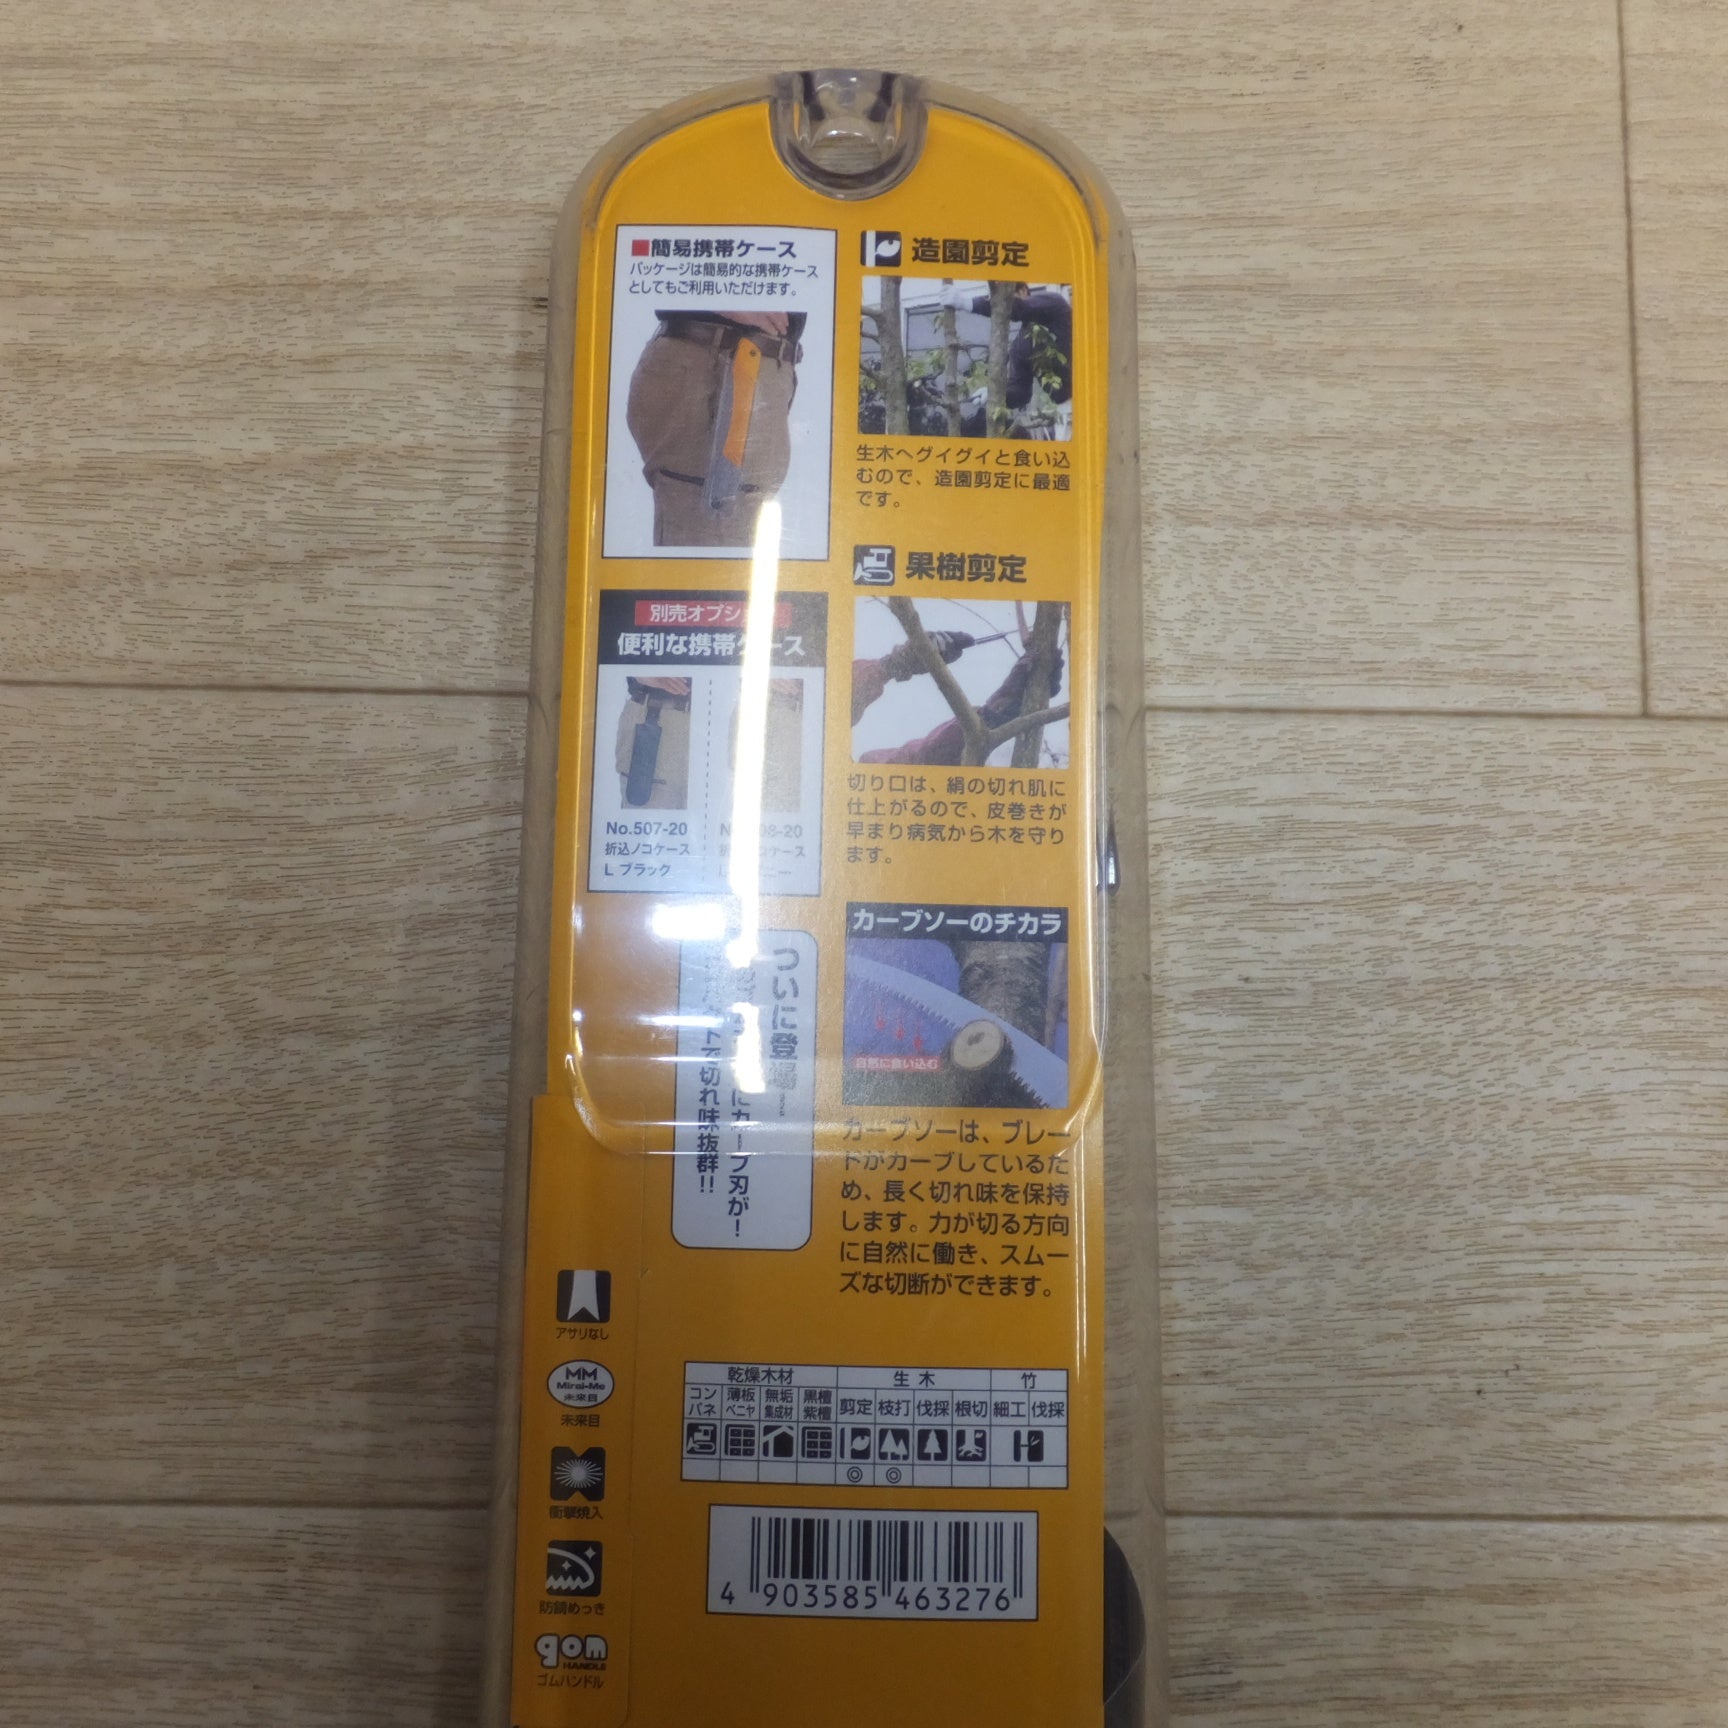 ■簡易携帯ケース
パッケージは簡易的な携帯ケース
としてもご利用いただけます。
別売オプシ
便利な携帯ケース
No.507-20
折込ノコケース
L ブラック
08-20
ケース
ついに登場
にカーブ刃が!
トで切れ味抜群!!
造園剪定
生木へグイグイと食い込
むので、造園剪定に最適
です。
果樹剪定
切り口は、絹の切れ肌に
仕上がるので、皮巻きが
早まり病気から木を守り
ます。
カーブソーのチカラ
自然に食い込む
カーブソーは、ブレー
ドがカーブしているた
め、長く切れ味を保持
します。力が切る方向
に自然に働き、スムー
ズな切断ができます。
アサリなし
MM
Mirai-Me
未来目
未来目
衝撃焼入
防錆めっき
gom
HANDLE
ゴムハンドル
乾燥木材 生木 竹
コンパネ 薄板ベニヤ 無垢集成材 黒檀紫檀 剪定 枝打 伐採 根切 細工 伐採
◎ ◎
4 903585 463276